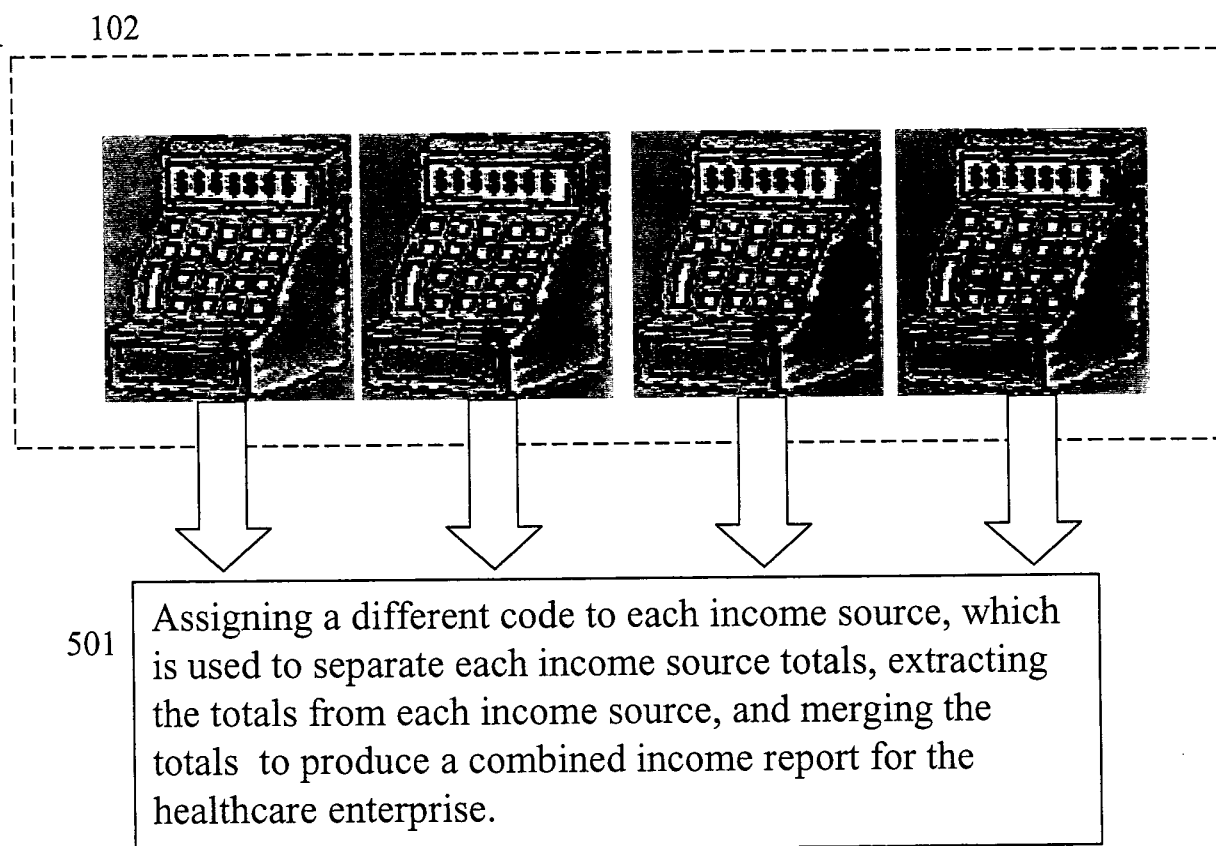 102
$$$$$$$ $$$$$$$ $$$$$$$ $$$$$$$
501
Assigning a different code to each income source, which
is used to separate each income source totals, extracting
the totals from each income source, and merging the
totals to produce a combined income report for the
healthcare enterprise.